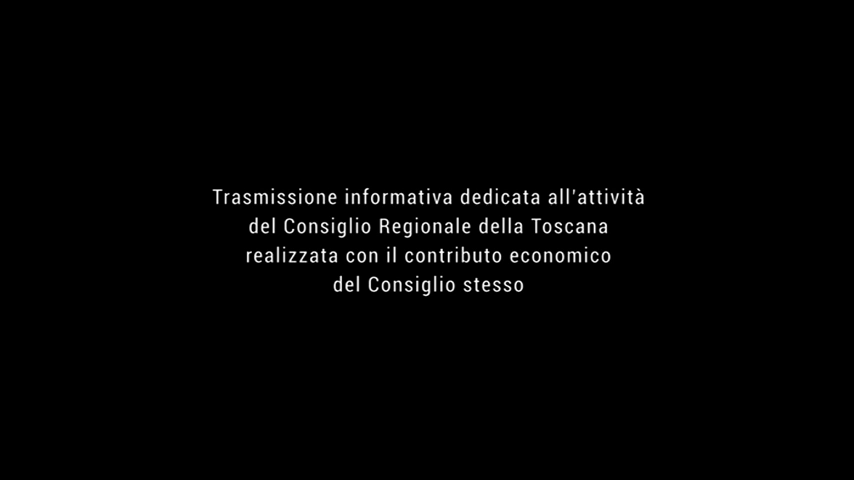 Trasmissione informativa dedicata all'attività
del Consiglio Regionale della Toscana
realizzata con il contributo economico
del Consiglio stesso